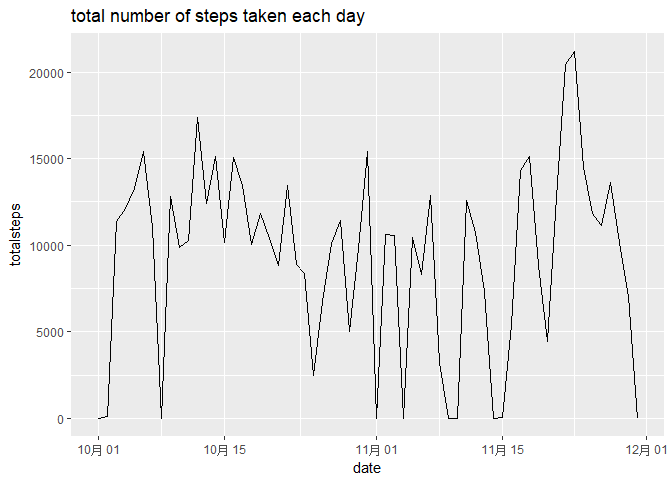 total number of steps taken each day
20000
15000
10000
5000
0
totalsteps
10月 01
10月 15
11月 01
11月 15
12月 01
date